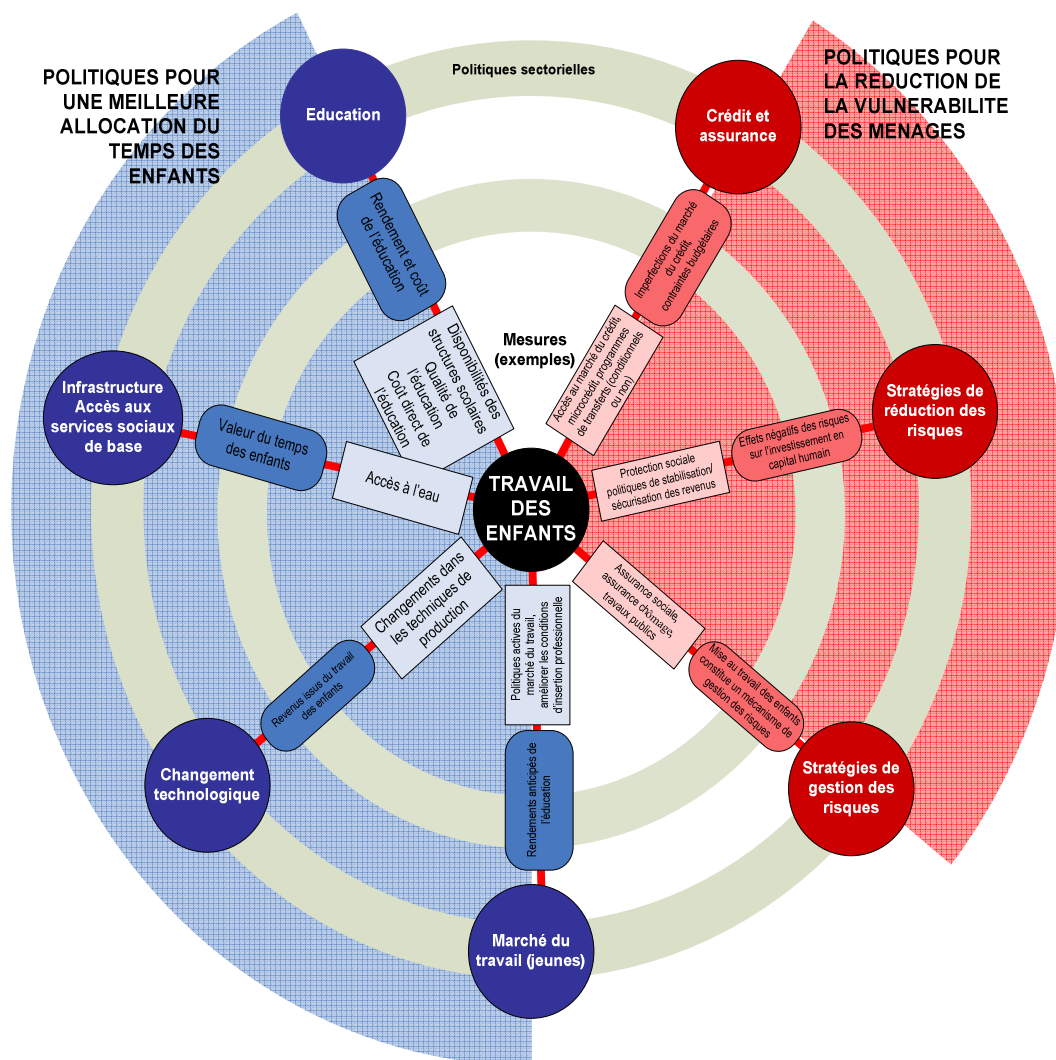 POLITIQUES POUR
UNE MEILLEURE
ALLOCATION DU
TEMPS DES
ENFANTS
Politiques sectorielles
POLITIQUES POUR
LA REDUCTION DE
LA VULNERABILITE
DES MENAGES
Education
Rendement et coût
de l'éducation
Disponibilités des
structures scolaires
Qualité de
l'éducation
Coût direct de
l'éducation
Mesures
(exemples)
Crédit et
assurance
Imperfections du marché
du crédit,
contraintes budgétaires
Accès au marché du crédit,
microcrédit, programmes
de transferts (conditionnels
ou non)
Infrastructure
Accès aux
services sociaux
de base
Valeur du temps
des enfants
Accès à l'eau
TRAVAIL
DES
ENFANTS
Protection sociale
politiques de stabilisation/
sécurisation des revenus
Effets négatifs des risques
sur l'investissement en
capital humain
Stratégies de
réduction des
risques
Changements dans
les techniques de
production
Revenus issus du travail
des enfants
Changement
technologique
Politiques actives du
marché du travail,
améliorer les conditions
d'insertion professionnelle
Rendements anticipés de
l'éducation
Marché du
travail (jeunes)
Assurance sociale,
assurance chômage,
travaux publics
Mise au travail des enfants
constitue un mécanisme de
gestion des risques
Stratégies de
gestion des
risques